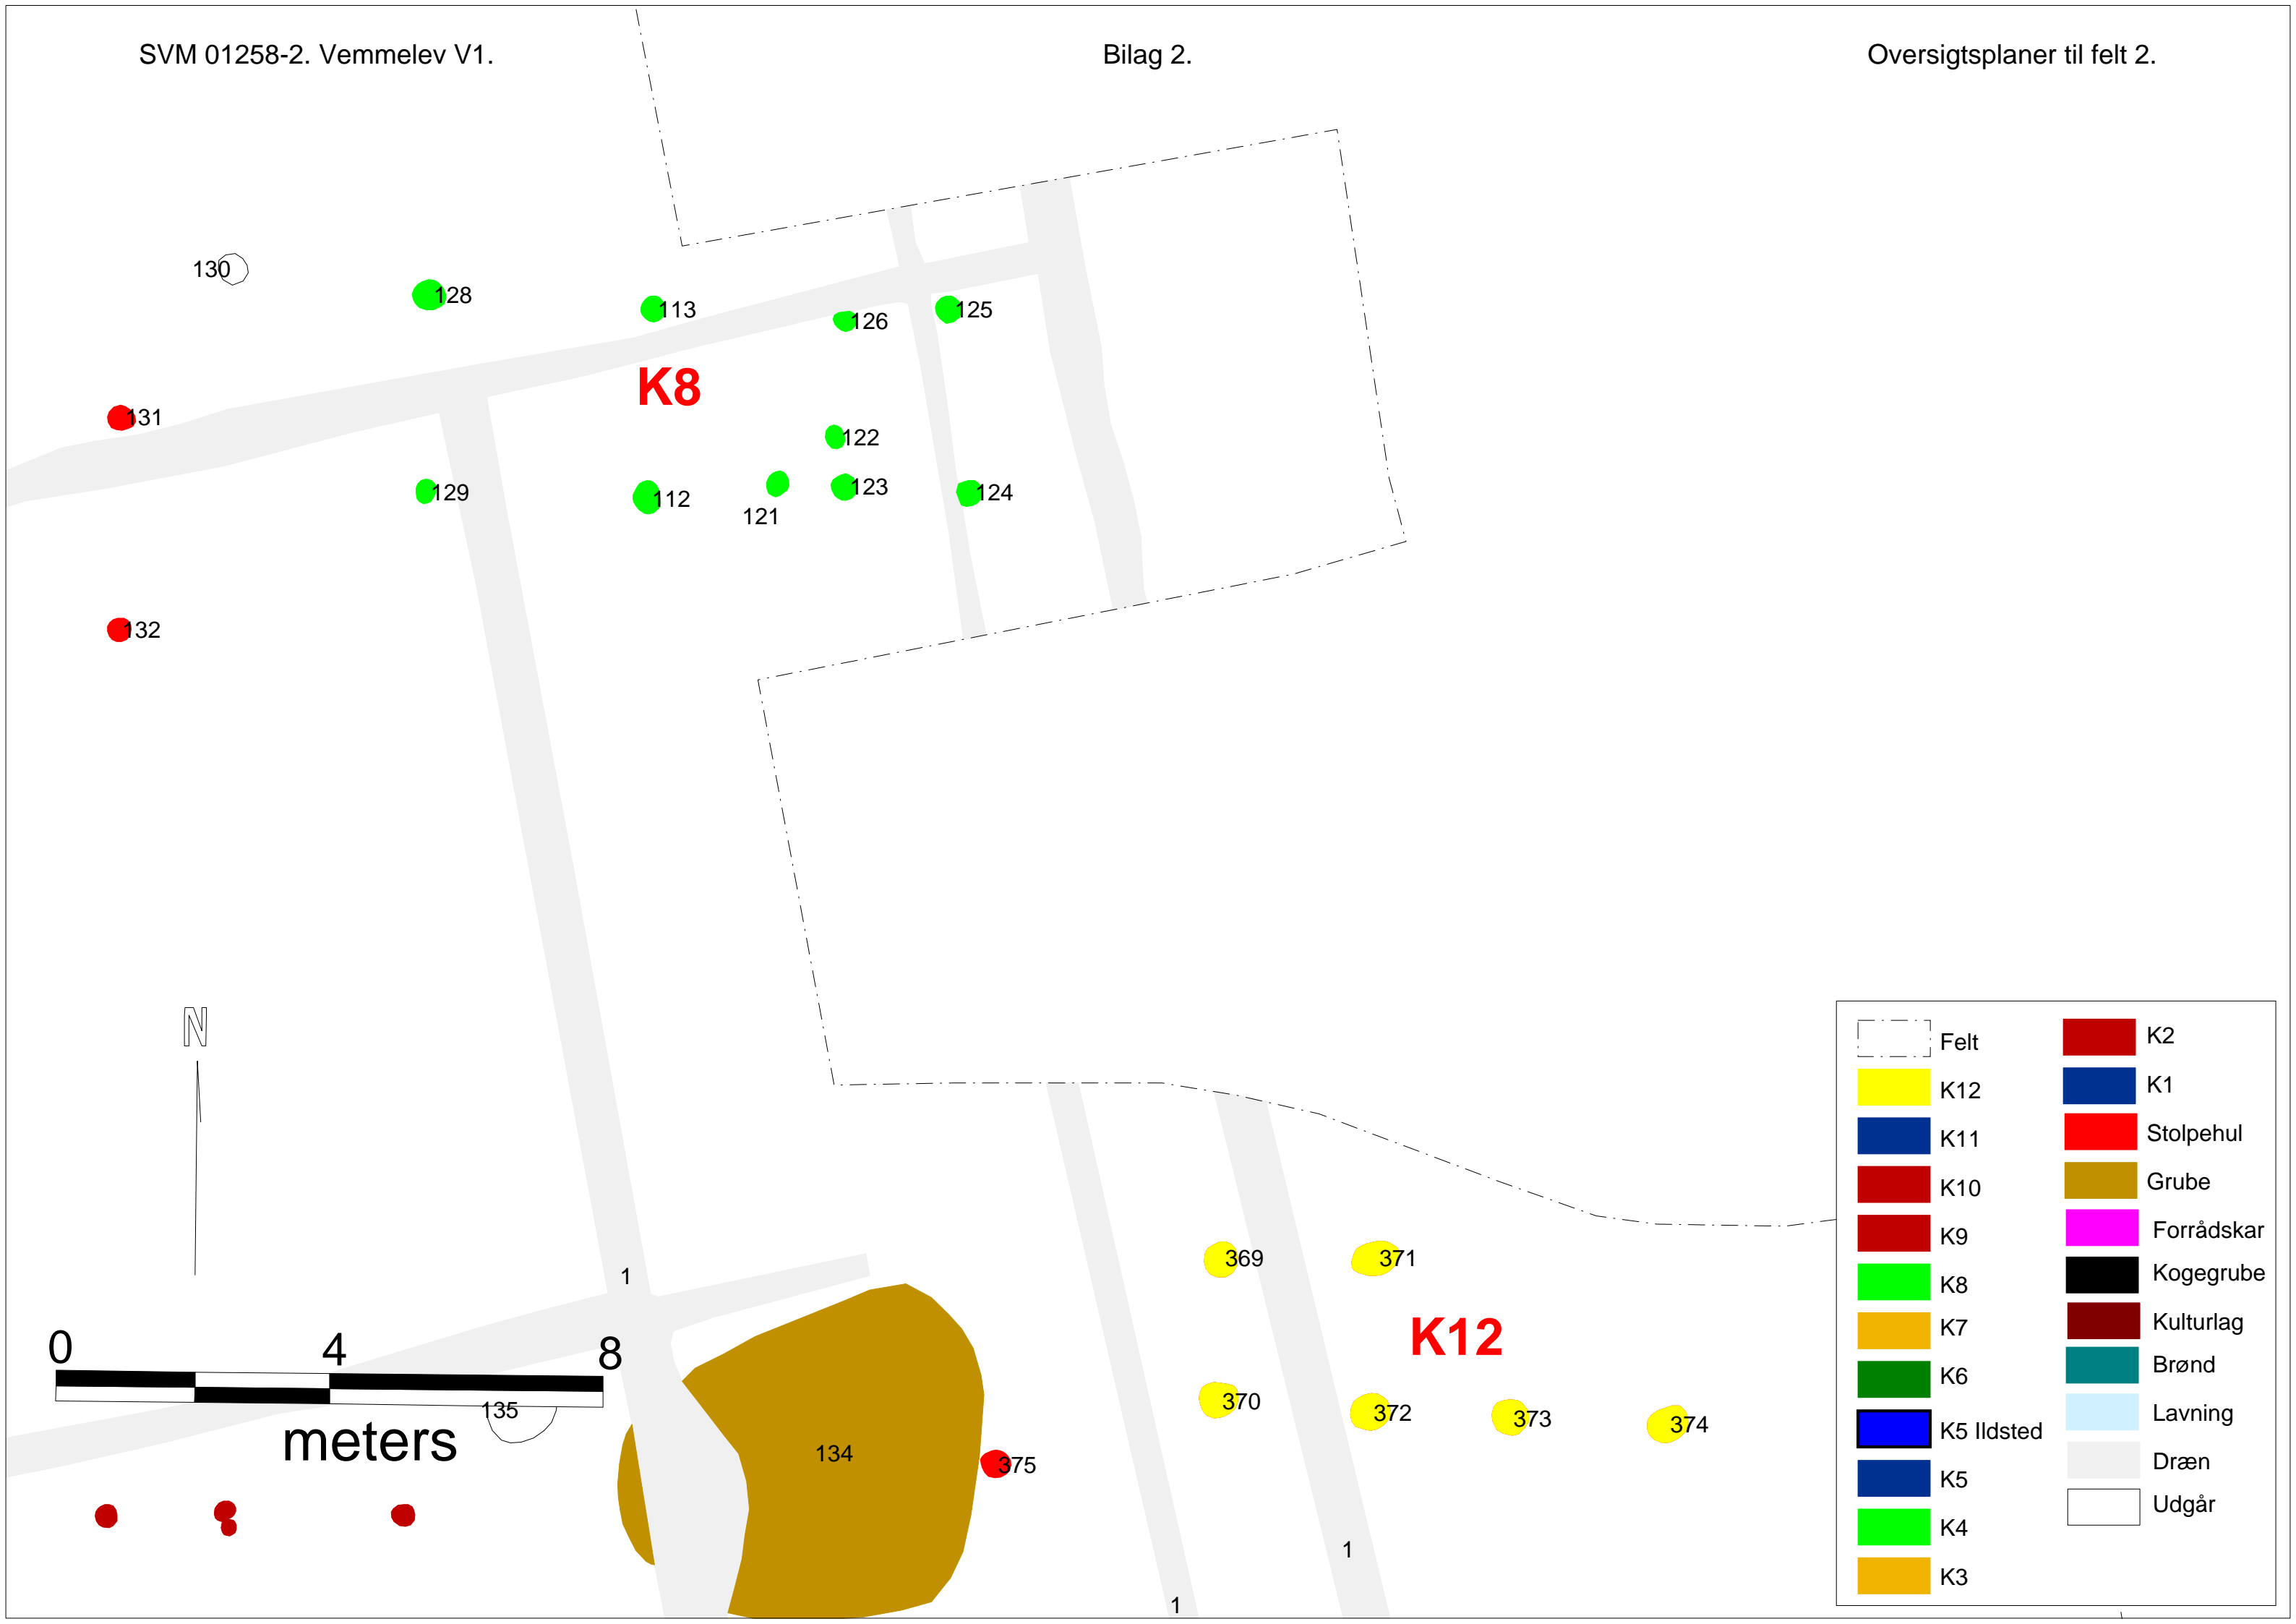 SVM 01258-2. Vemmelev V1.
Bilag 2.
Oversigtsplaner til felt 2.
130
128
113
126
125
131
K8
122
129
112
121
123
124
132
N
369
371
1
K12
0 4 8
meters
135
134
375
370
372
373
374
1
1
Felt
K12
K11
K10
K9
K8
K7
K6
K5 Ildsted
K5
K4
K3
K2
K1
Stolpehul
Grube
Forrådskar
Kogegrube
Kulturlag
Brønd
Lavning
Dræn
Udgår